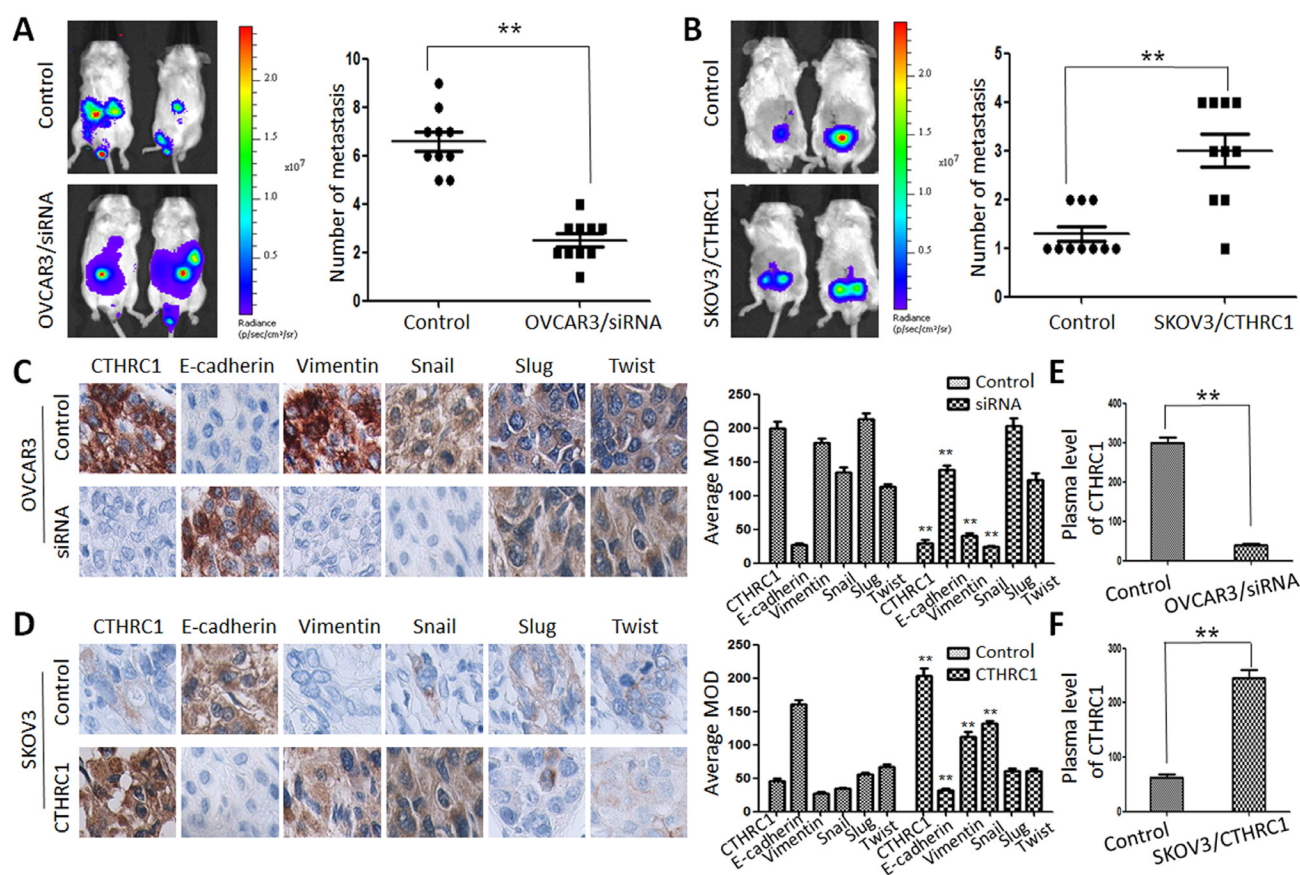 A
Control
OVCAR3/siRNA
2.0
1.5
x10⁷
1.0
0.5
Radiance
(p/sec/cm²/sr)
Number of metastasis
10
8
6
4
2
0
**
Control
OVCAR3/siRNA
B
Control
SKOV3/CTHRC1
2.0
1.5
x10⁷
1.0
0.5
Radiance
(p/sec/cm²/sr)
Number of metastasis
5
4
3
2
1
0
**
Control
SKOV3/CTHRC1
C
CTHRC1 E-cadherin Vimentin Snail Slug Twist
OVCAR3
Control
siRNA
Average MOD
250
200
150
100
50
0
Control
siRNA
**
**
**
**
CTHRC1
E-cadherin
Vimentin
Snail
Slug
Twist
CTHRC1
E-cadherin
Vimentin
Snail
Slug
Twist
E
Plasma level
of CTHRC1
400
300
200
100
0
**
Control
OVCAR3/siRNA
D
CTHRC1 E-cadherin Vimentin Snail Slug Twist
SKOV3
Control
CTHRC1
Average MOD
250
200
150
100
50
0
Control
CTHRC1
**
**
**
**
CTHRC1
E-cadherin
Vimentin
Snail
Slug
Twist
CTHRC1
E-cadherin
Vimentin
Snail
Slug
Twist
F
Plasma level
of CTHRC1
300
200
100
0
**
Control
SKOV3/CTHRC1